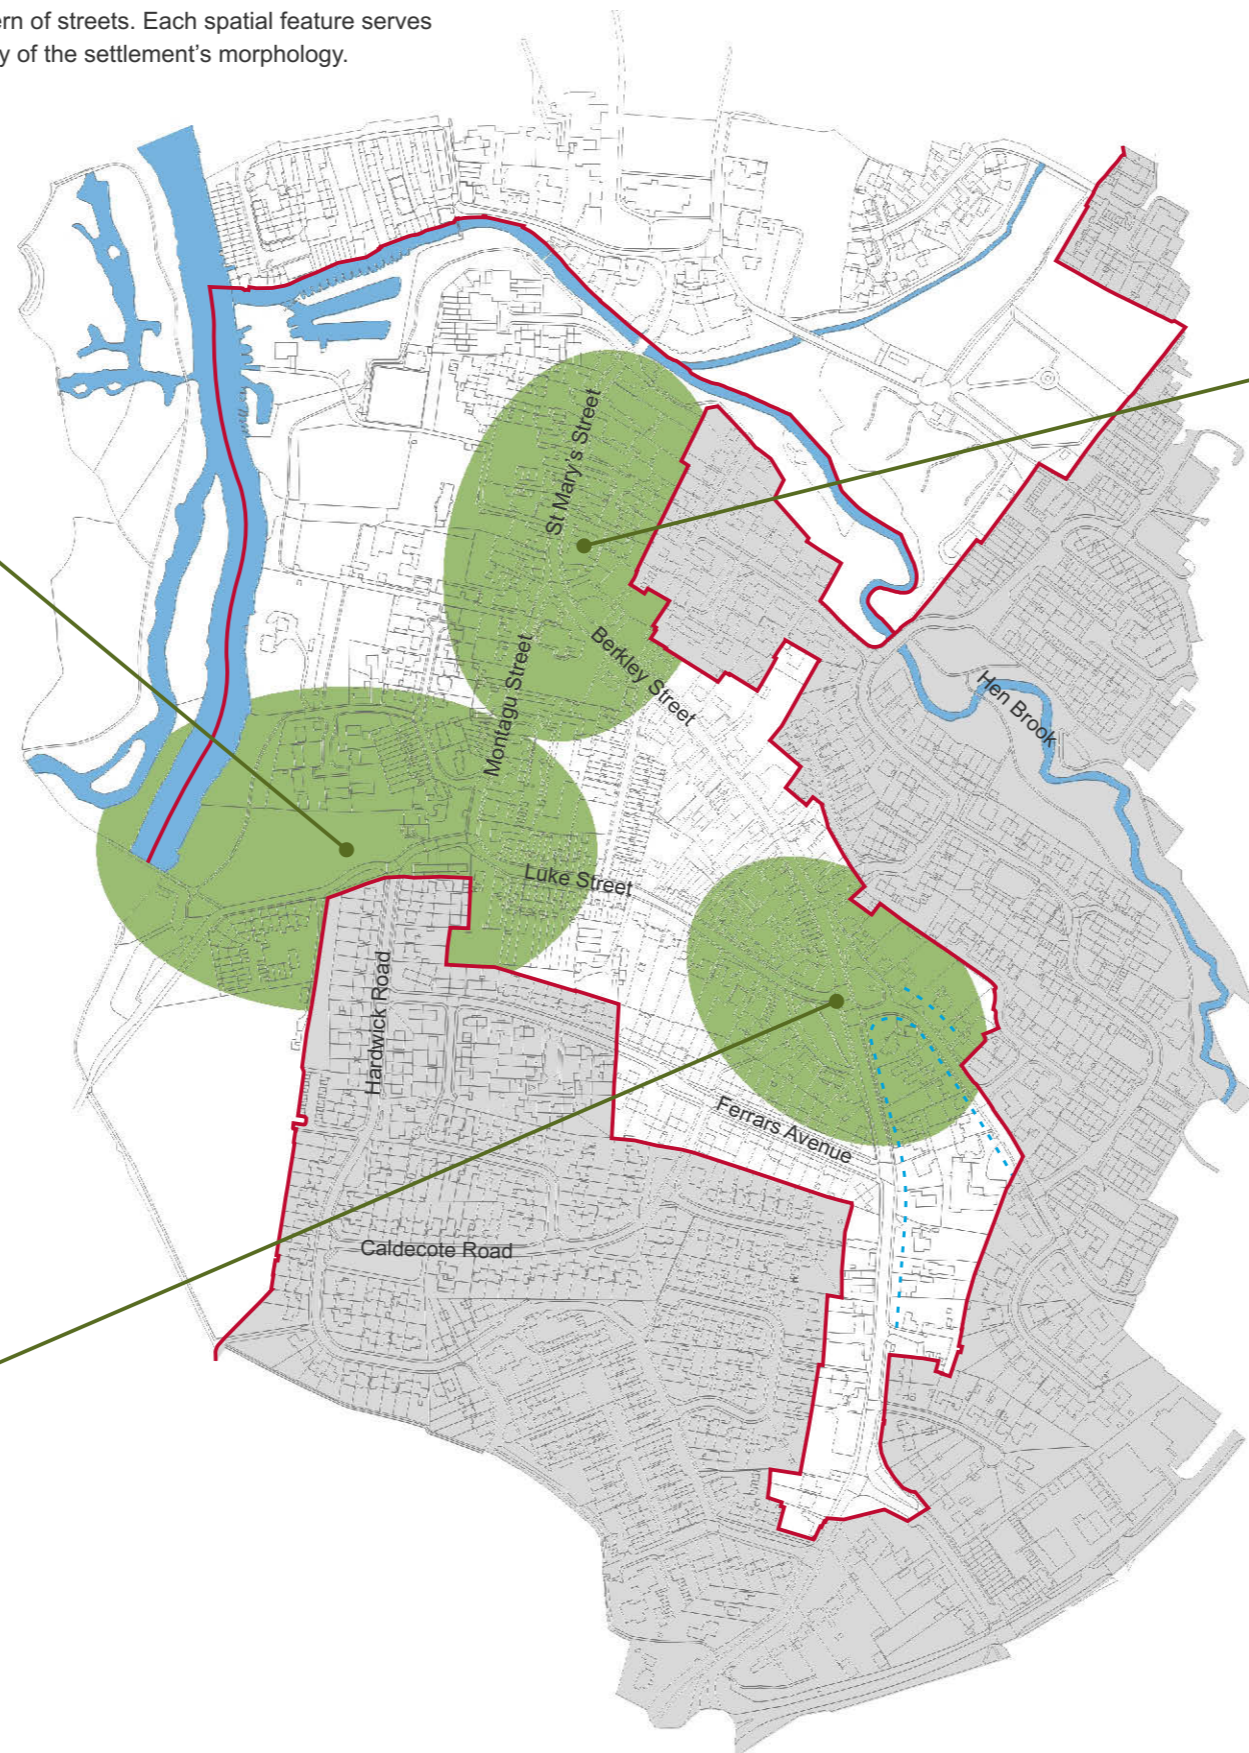 ern of streets. Each spatial feature serves
y of the settlement's morphology.
St Mary's Street
Berkley Street
Montagu Street
Hen Brook
Luke Street
Hardwick Road
Ferrars Avenue
Caldecote Road